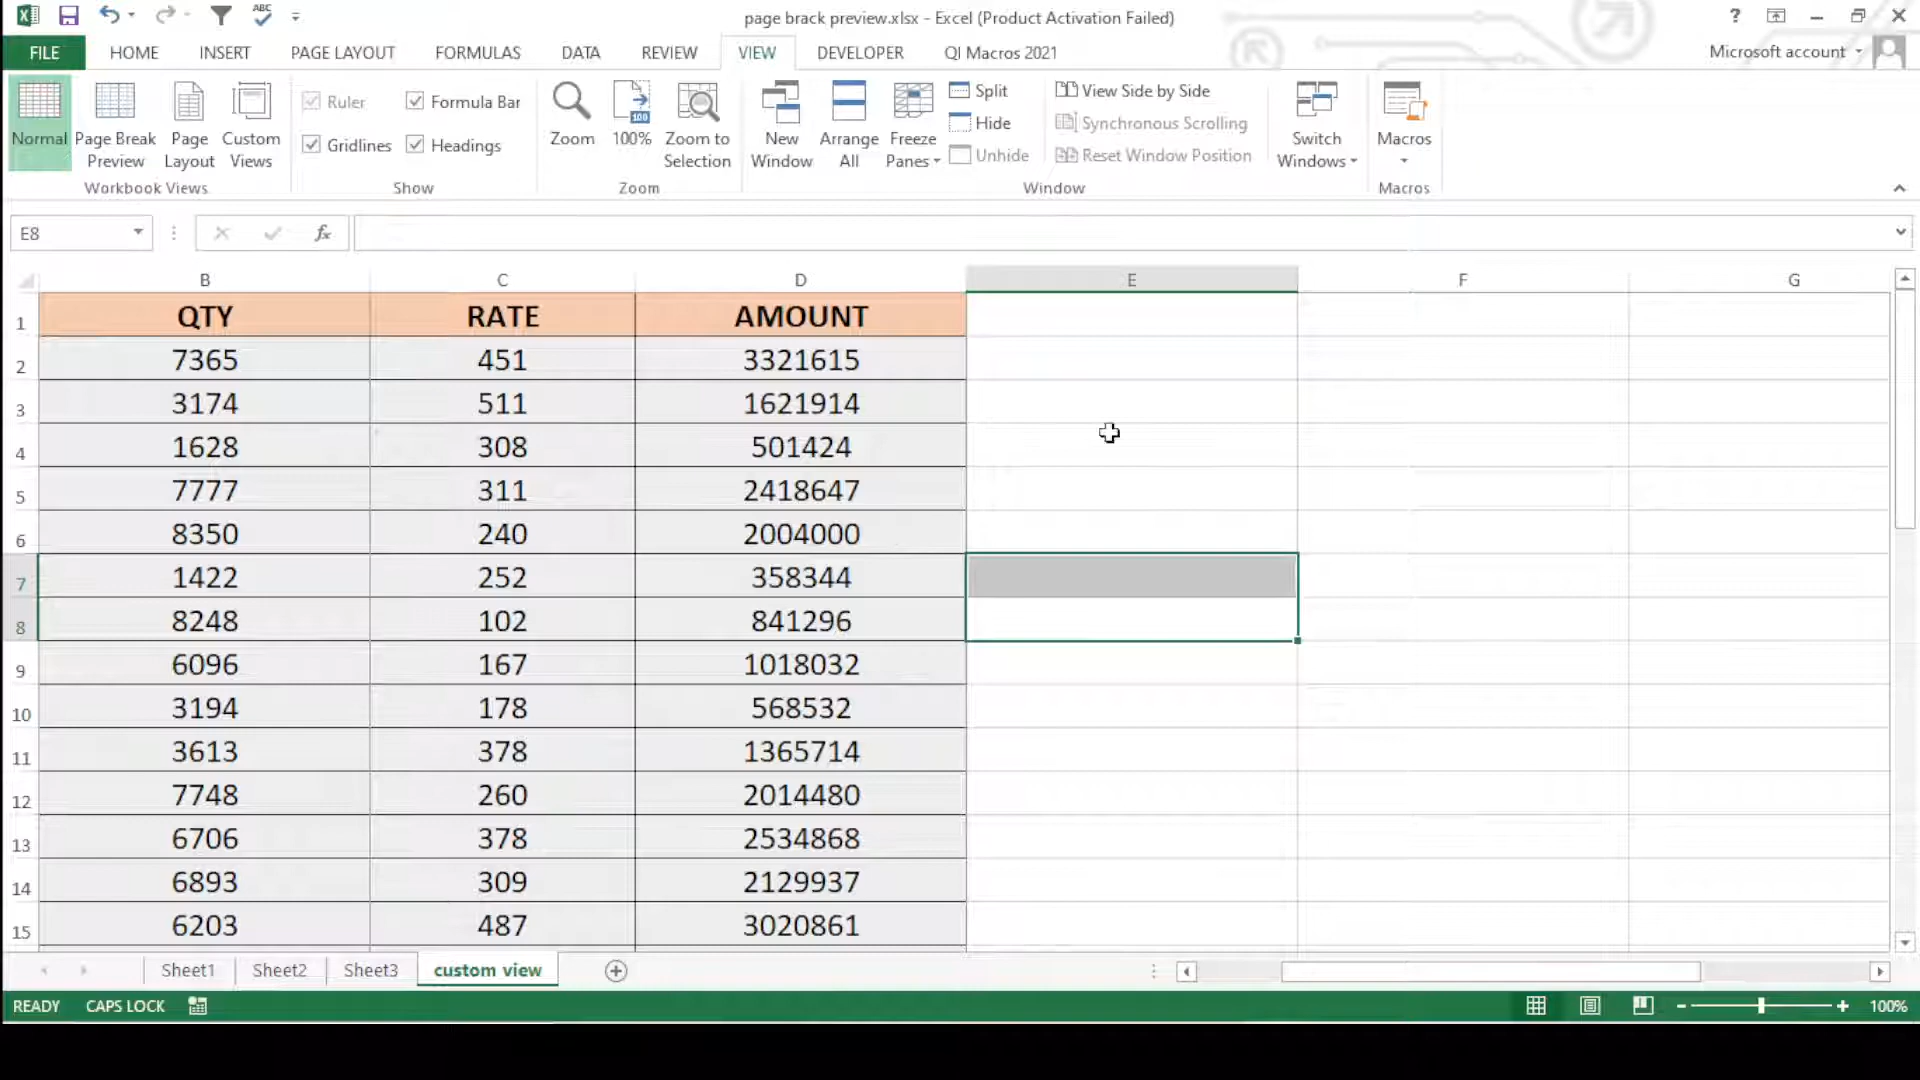 page brack preview.xlsx - Excel (Product Activation Failed)
FILE HOME INSERT PAGE LAYOUT FORMULAS DATA REVIEW VIEW DEVELOPER QI Macros 2021 Microsoft account
Normal Page Break Preview Page Layout Custom Views
Workbook Views
Ruler Formula Bar
Gridlines Headings
Show
Zoom 100% Zoom to Selection
Zoom
New Window Arrange All Freeze Panes
Split
Hide
Unhide
View Side by Side
Synchronous Scrolling
Reset Window Position
Window
Switch Windows
Macros
Macros
E8 fx
B C D E F G
1 QTY RATE AMOUNT
2 7365 451 3321615
3 3174 511 1621914
4 1628 308 501424
5 7777 311 2418647
6 8350 240 2004000
7 1422 252 358344
8 8248 102 841296
9 6096 167 1018032
10 3194 178 568532
11 3613 378 1365714
12 7748 260 2014480
13 6706 378 2534868
14 6893 309 2129937
15 6203 487 3020861
Sheet1 Sheet2 Sheet3 custom view
READY CAPS LOCK 100%